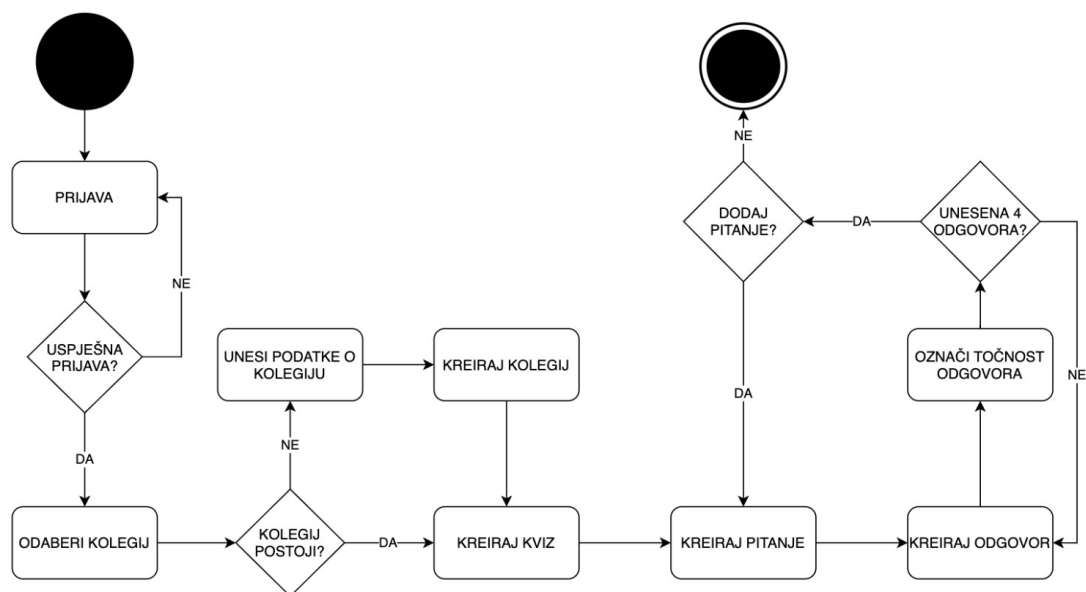 PRIJAVA
NE
USPJEŠNA
PRIJAVA?
DA
ODABERI KOLEGIJ
KOLEGIJ
POSTOJI?
NE
UNESI PODATKE O
KOLEGIJU
KREIRAJ KOLEGIJ
DA
KREIRAJ KVIZ
KREIRAJ PITANJE
KREIRAJ ODGOVOR
OZNAČI TOČNOST
ODGOVORA
UNESENA 4
ODGOVORA?
NE
DA
DODAJ
PITANJE?
DA
NE